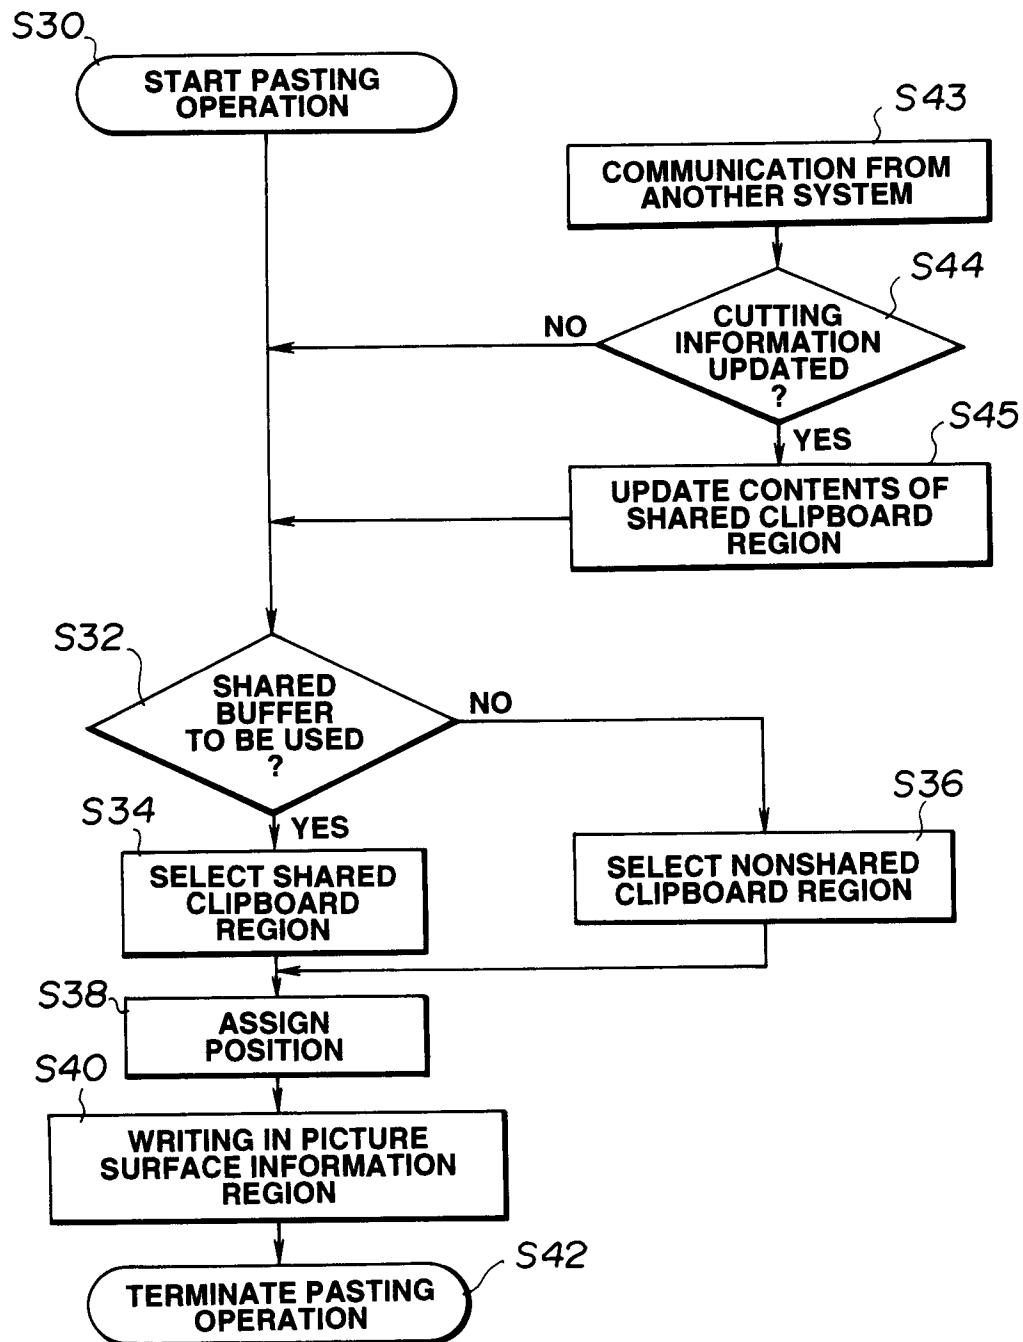 S30
START PASTING
OPERATION
S43
COMMUNICATION FROM
ANOTHER SYSTEM
S44
CUTTING
INFORMATION
UPDATED
?
NO
YES
S45
UPDATE CONTENTS OF
SHARED CLIPBOARD
REGION
S32
SHARED
BUFFER
TO BE USED
?
NO
YES
S34
SELECT SHARED
CLIPBOARD
REGION
S36
SELECT NONSHARED
CLIPBOARD REGION
S38
ASSIGN
POSITION
S40
WRITING IN PICTURE
SURFACE INFORMATION
REGION
S42
TERMINATE PASTING
OPERATION